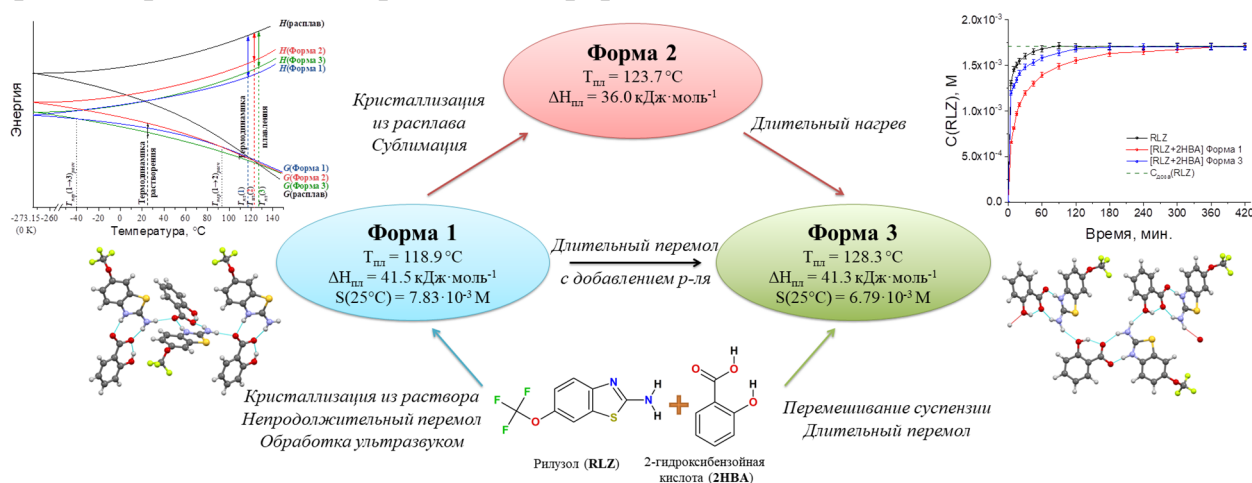 H(расплав)
H(Форма 2)
H(Форма 3)
H(Форма 1)
Энергия
Термодинамика
растворения
Термодинамика
плавления
G(Форма 1)
G(Форма 2)
G(Форма 3)
G(расплав)
-273.15-260 -60 -40 -20 0 20 40 60 80 100 120 140
(0 K)
Температура, °C
Форма 2
Tпл = 123.7 °C
ΔHпл = 36.0 кДж·моль-1
Кристаллизация
из расплава
Сублимация
Длительный нагрев
Форма 1
Tпл = 118.9 °C
ΔHпл = 41.5 кДж·моль-1
S(25°C) = 7.83·10-3 M
Длительный перемол
с добавлением р-ля
Форма 3
Tпл = 128.3 °C
ΔHпл = 41.3 кДж·моль-1
S(25°C) = 6.79·10-3 M
C(RLZ), M
2.0x10-3
1.5x10-3
1.0x10-3
5.0x10-4
0.0
RLZ
[RLZ+2HBA] Форма 1
[RLZ+2HBA] Форма 3
0 60 120 180 240 300 360 420
Время, мин.
Кристаллизация из раствора
Непродолжительный перемол
Обработка ультразвуком
F
F
F
O
N
S
N
H
H
O
O
H
O
H
Рилузол (RLZ)
2-гидроксибензойная
кислота (2HBA)
Перемешивание суспензии
Длительный перемол